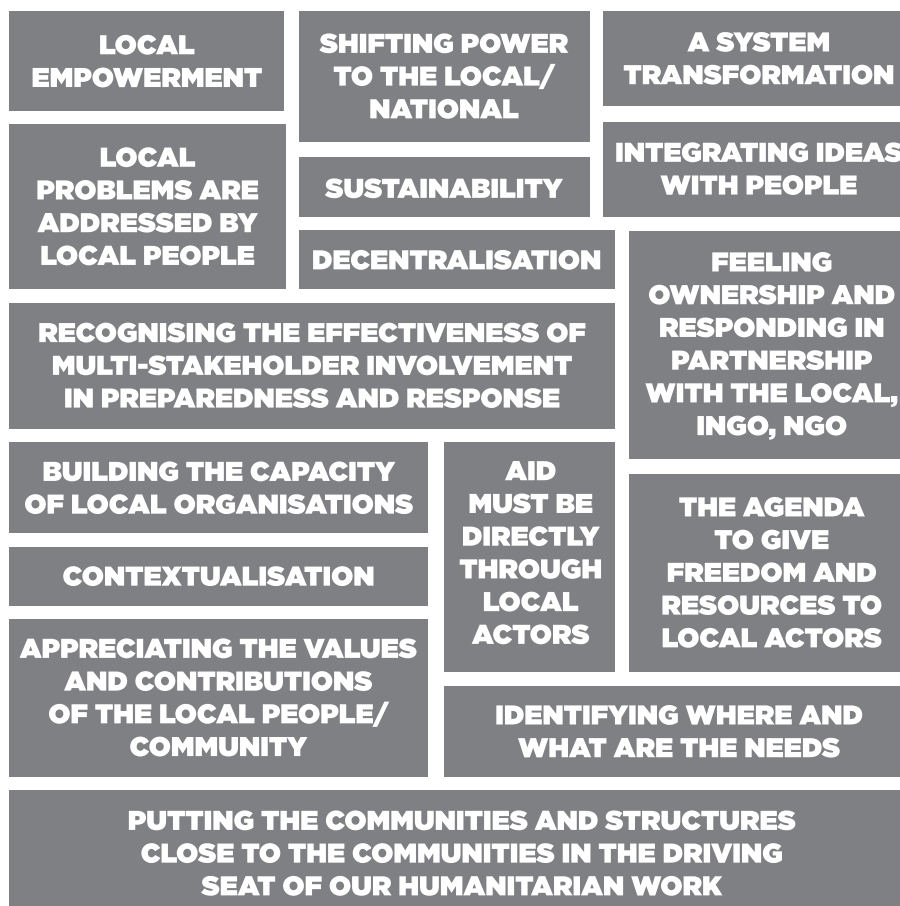 LOCAL
EMPOWERMENT
SHIFTING POWER
TO THE LOCAL/
NATIONAL
A SYSTEM
TRANSFORMATION
LOCAL
PROBLEMS ARE
ADDRESSED BY
LOCAL PEOPLE
SUSTAINABILITY
INTEGRATING IDEAS
WITH PEOPLE
DECENTRALISATION
FEELING
OWNERSHIP AND
RESPONDING IN
PARTNERSHIP
WITH THE LOCAL,
INGO, NGO
RECOGNISING THE EFFECTIVENESS OF
MULTI-STAKEHOLDER INVOLVEMENT
IN PREPAREDNESS AND RESPONSE
BUILDING THE CAPACITY
OF LOCAL ORGANISATIONS
AID
MUST BE
DIRECTLY
THROUGH
LOCAL
ACTORS
THE AGENDA
TO GIVE
FREEDOM AND
RESOURCES TO
LOCAL ACTORS
CONTEXTUALISATION
APPRECIATING THE VALUES
AND CONTRIBUTIONS
OF THE LOCAL PEOPLE/
COMMUNITY
IDENTIFYING WHERE AND
WHAT ARE THE NEEDS
PUTTING THE COMMUNITIES AND STRUCTURES
CLOSE TO THE COMMUNITIES IN THE DRIVING
SEAT OF OUR HUMANITARIAN WORK